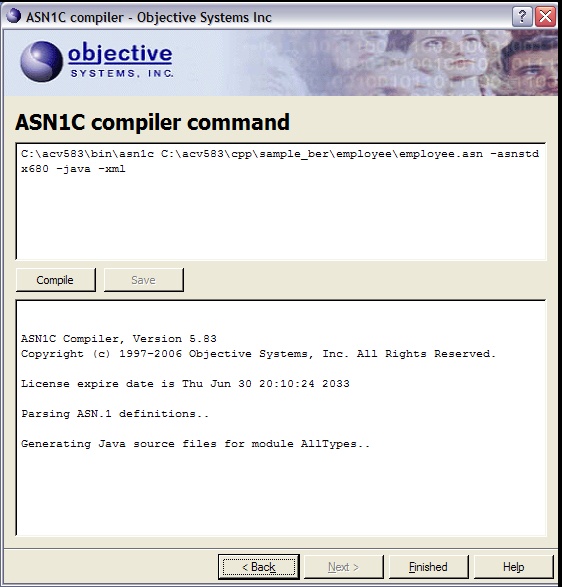 ASN1C compiler - Objective Systems Inc
objective
SYSTEMS, INC.
ASN1C compiler command
C:\acv583\bin\asn1c C:\acv583\cpp\sample_ber\employee\employee.asn -asnstd
x680 -java -xml
Compile
Save
ASN1C Compiler, Version 5.83
Copyright (c) 1997-2006 Objective Systems, Inc. All Rights Reserved.
License expire date is Thu Jun 30 20:10:24 2033
Parsing ASN.1 definitions..
Generating Java source files for module AllTypes..
< Back
Next >
Finished
Help